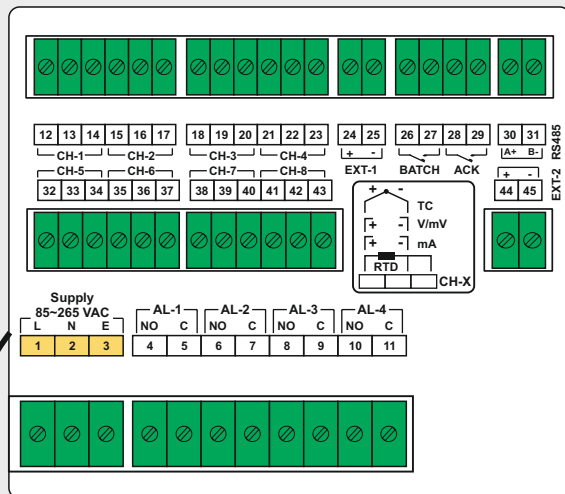 12 13 14 15 16 17 18 19 20 21 22 23 24 25 26 27 28 29 30 31
CH-1 CH-2 CH-3 CH-4 + - A+ B- RS485
CH-5 CH-6 CH-7 CH-8 EXT-1 BATCH ACK + -
32 33 34 35 36 37 38 39 40 41 42 43 44 45 EXT-2
+ - TC
+ - V/mV
+ - mA
RTD
CH-X
Supply
85~265 VAC AL-1 AL-2 AL-3 AL-4
L N E NO C NO C NO C NO C
1 2 3 4 5 6 7 8 9 10 11